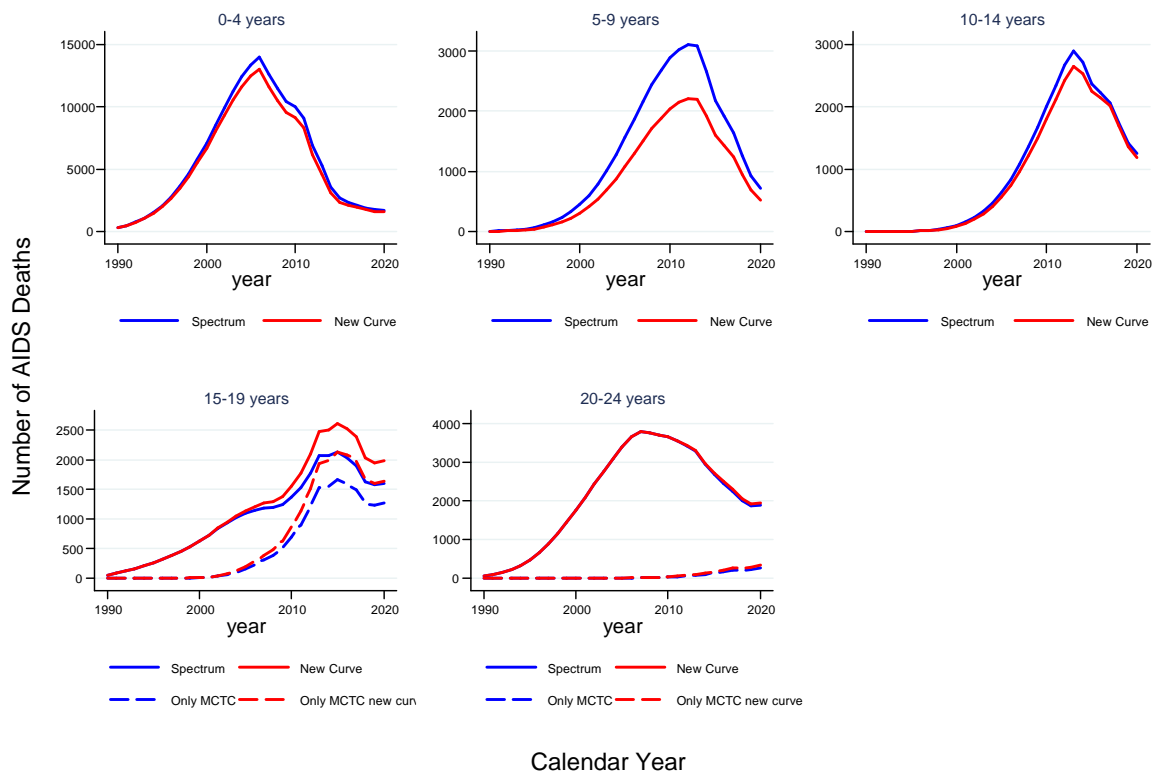 0-4 years
15000
10000
5000
0
1990 2000 2010 2020
year
Spectrum New Curve
5-9 years
3000
2000
1000
0
1990 2000 2010 2020
year
Spectrum New Curve
10-14 years
3000
2000
1000
0
1990 2000 2010 2020
year
Spectrum New Curve
Number of AIDS Deaths
15-19 years
2500
2000
1500
1000
500
0
1990 2000 2010 2020
year
Spectrum New Curve
Only MCTC Only MCTC new curv
20-24 years
4000
3000
2000
1000
0
1990 2000 2010 2020
year
Spectrum New Curve
Only MCTC Only MCTC new curve
Calendar Year